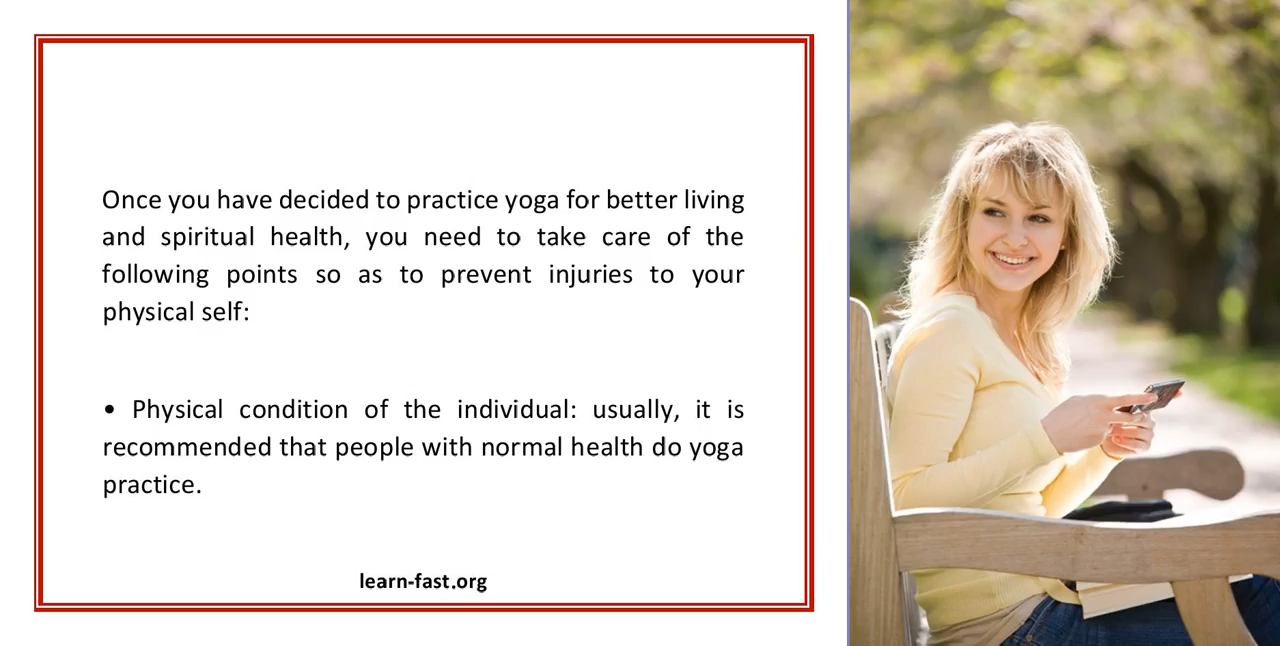 Once you have decided to practice yoga for better living
and spiritual health, you need to take care of the
following points so as to prevent injuries to your
physical self:
• Physical condition of the individual: usually, it is
recommended that people with normal health do yoga
practice.
learn-fast.org